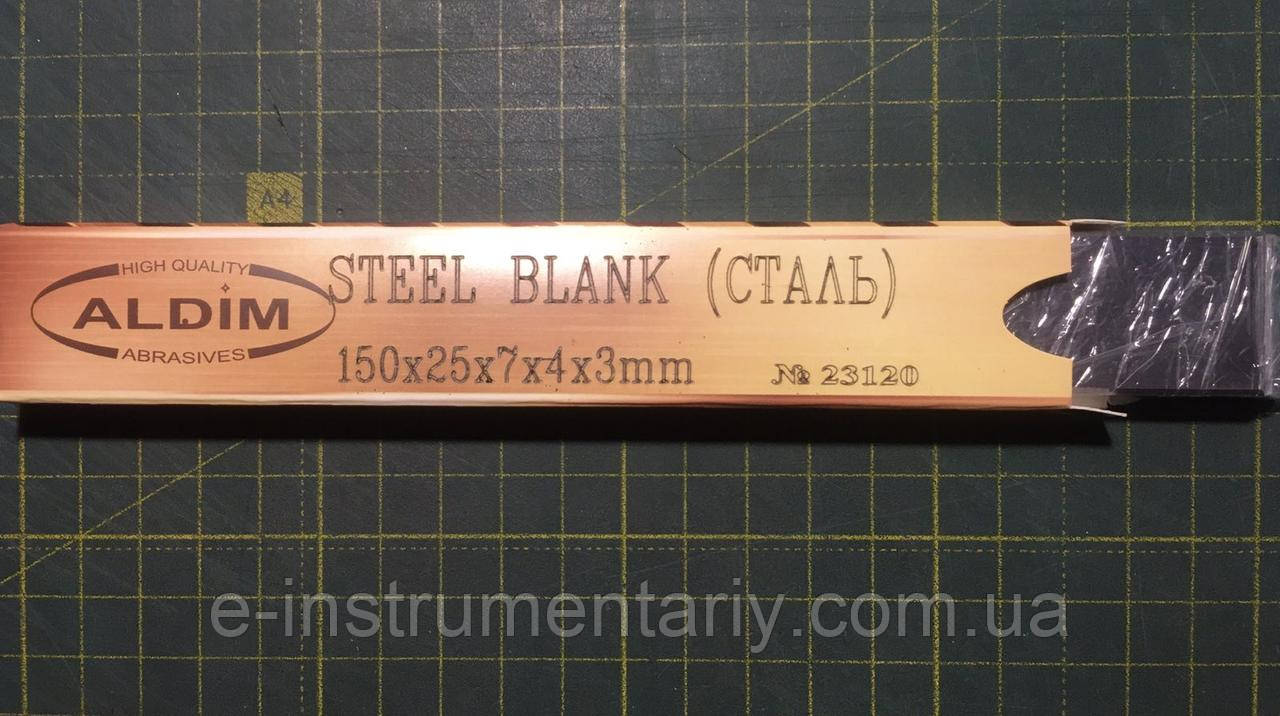 A4
HIGH QUALITY
ALDIM
ABRASIVES
STEEL BLANK (СТАЛЬ)
150x25x7x4x3mm
№ 23120
e-instrumentariy.com.ua